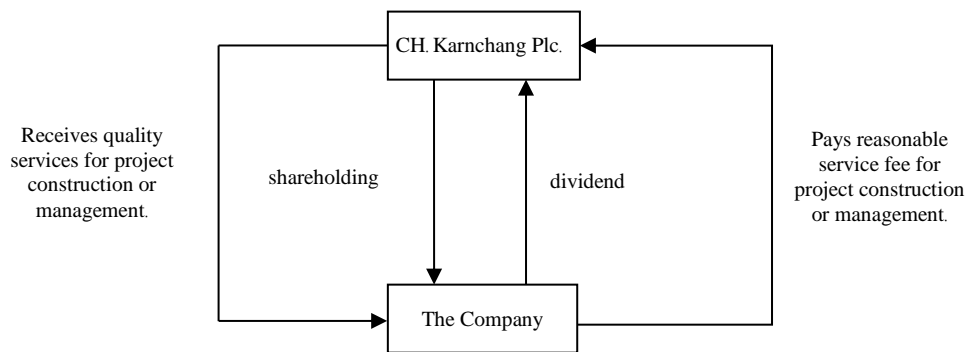 CH. Karnchang Plc.
Receives quality
services for project
construction or
management.
shareholding
dividend
Pays reasonable
service fee for
project construction
or management.
The Company